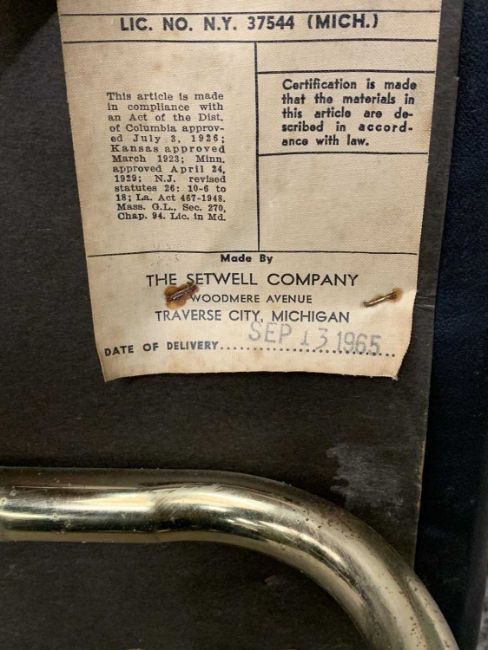 LIC. NO. N.Y. 37544 (MICH.)
This article is made
in compliance with
an Act of the Dist.
of Columbia approv-
ed July 3, 1926;
Kansas approved
March 1923; Minn.
approved April 24,
1929; N.J. revised
statutes 26: 10-6 to
18; La. Act 467-1948.
Mass. G.L., Sec. 270,
Chap. 94. Lic. in Md.
Certification is made
that the materials in
this article are de-
scribed in accord-
ance with law.
Made By
THE SETWELL COMPANY
WOODMERE AVENUE
TRAVERSE CITY, MICHIGAN
DATE OF DELIVERY.................. SEP 13 1965